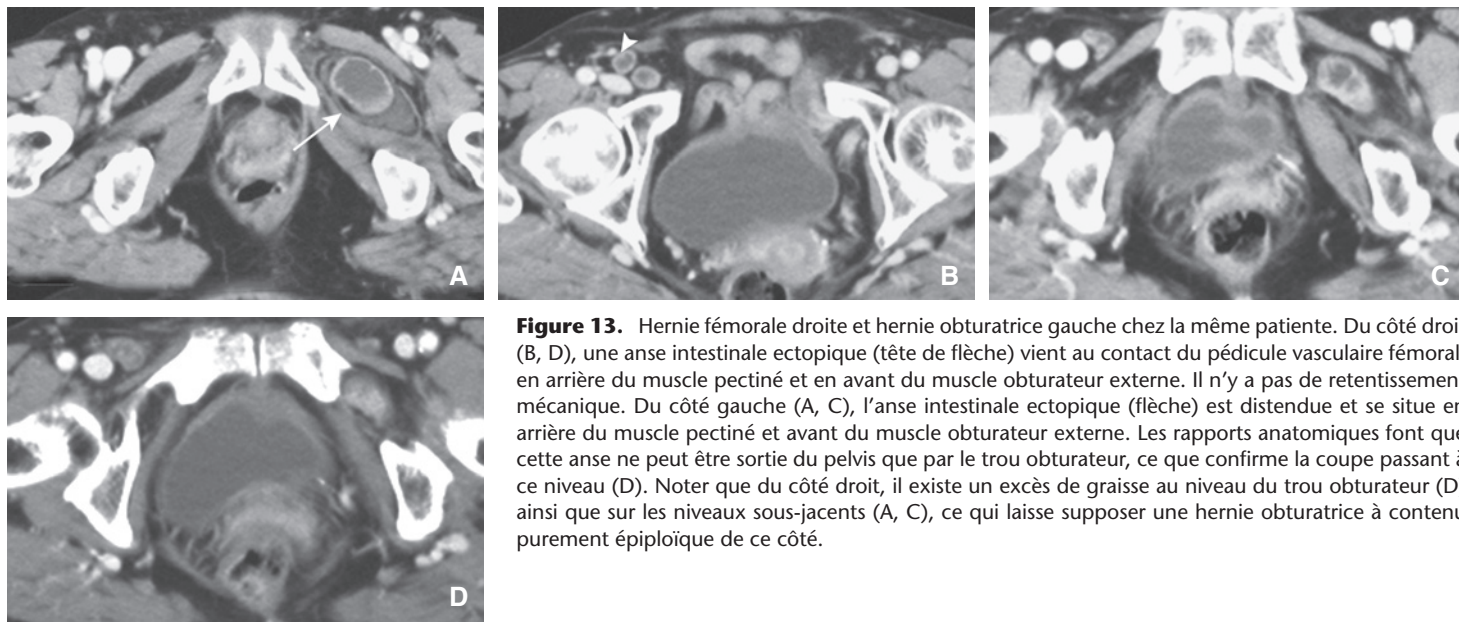 A
B
C
D
Figure 13. Hernie fémorale droite et hernie obturatrice gauche chez la même patiente. Du côté droi
(B, D), une anse intestinale ectopique (tête de flèche) vient au contact du pédicule vasculaire fémoral
en arrière du muscle pectiné et en avant du muscle obturateur externe. Il n'y a pas de retentissemen
mécanique. Du côté gauche (A, C), l'anse intestinale ectopique (flèche) est distendue et se situe en
arrière du muscle pectiné et avant du muscle obturateur externe. Les rapports anatomiques font que
cette anse ne peut être sortie du pelvis que par le trou obturateur, ce que confirme la coupe passant à
ce niveau (D). Noter que du côté droit, il existe un excès de graisse au niveau du trou obturateur (D
ainsi que sur les niveaux sous-jacents (A, C), ce qui laisse supposer une hernie obturatrice à contenu
purement épiploïque de ce côté.